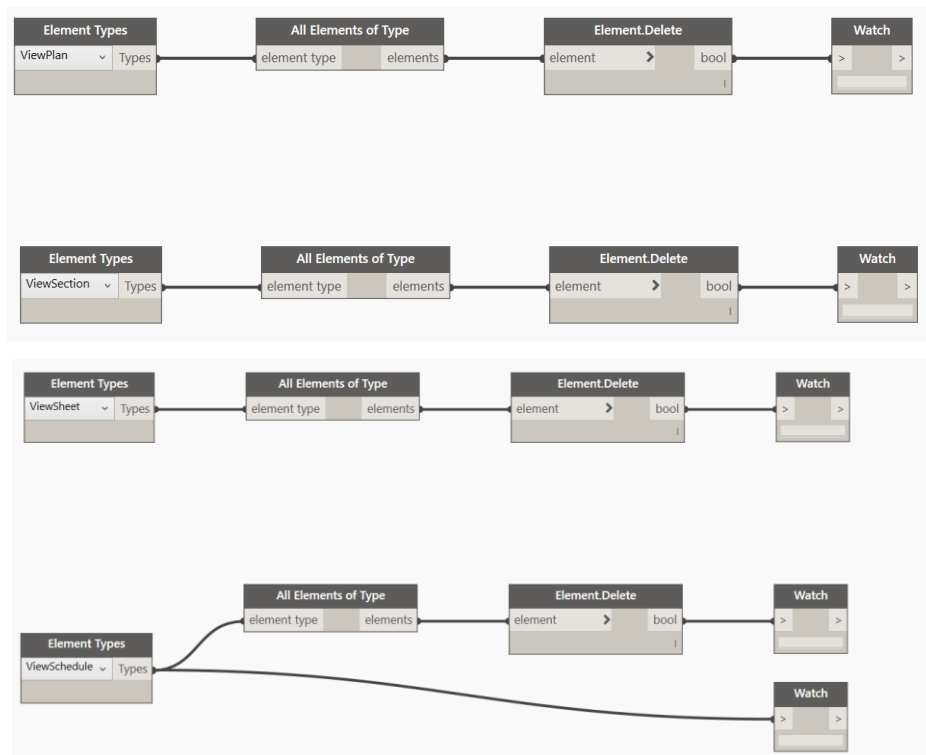 Element Types All Elements of Type Element.Delete Watch
ViewPlan Types element type elements element bool > >
Element Types All Elements of Type Element.Delete Watch
ViewSection Types element type elements element bool > >
Element Types All Elements of Type Element.Delete Watch
ViewSheet Types element type elements element bool > >
All Elements of Type Element.Delete Watch
element type elements element bool > >
Element Types
ViewSchedule Types
Watch
> >